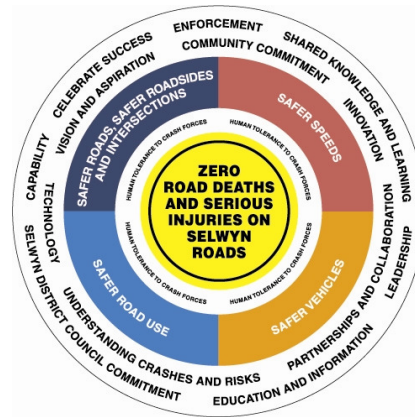 ENFORCEMENT
SHARED KNOWLEDGE AND LEARNING
LEADERSHIP
EDUCATION AND INFORMATION
SELWYN DISTRICT COUNCIL COMMITMENT
CAPABILITY
CELEBRATE SUCCESS
COMMUNITY COMMITMENT
INNOVATION
PARTNERSHIPS AND COLLABORATION
UNDERSTANDING CRASHES AND RISKS
TECHNOLOGY
VISION AND ASPIRATION
SAFER ROADS, SAFER ROADSIDES
AND INTERSECTIONS
SAFER SPEEDS
SAFER VEHICLES
SAFER ROAD USE
HUMAN TOLERANCE TO CRASH FORCES
HUMAN TOLERANCE TO CRASH FORCES
HUMAN TOLERANCE TO CRASH FORCES
HUMAN TOLERANCE TO CRASH FORCES
ZERO
ROAD DEATHS
AND SERIOUS
INJURIES ON
SELWYN
ROADS